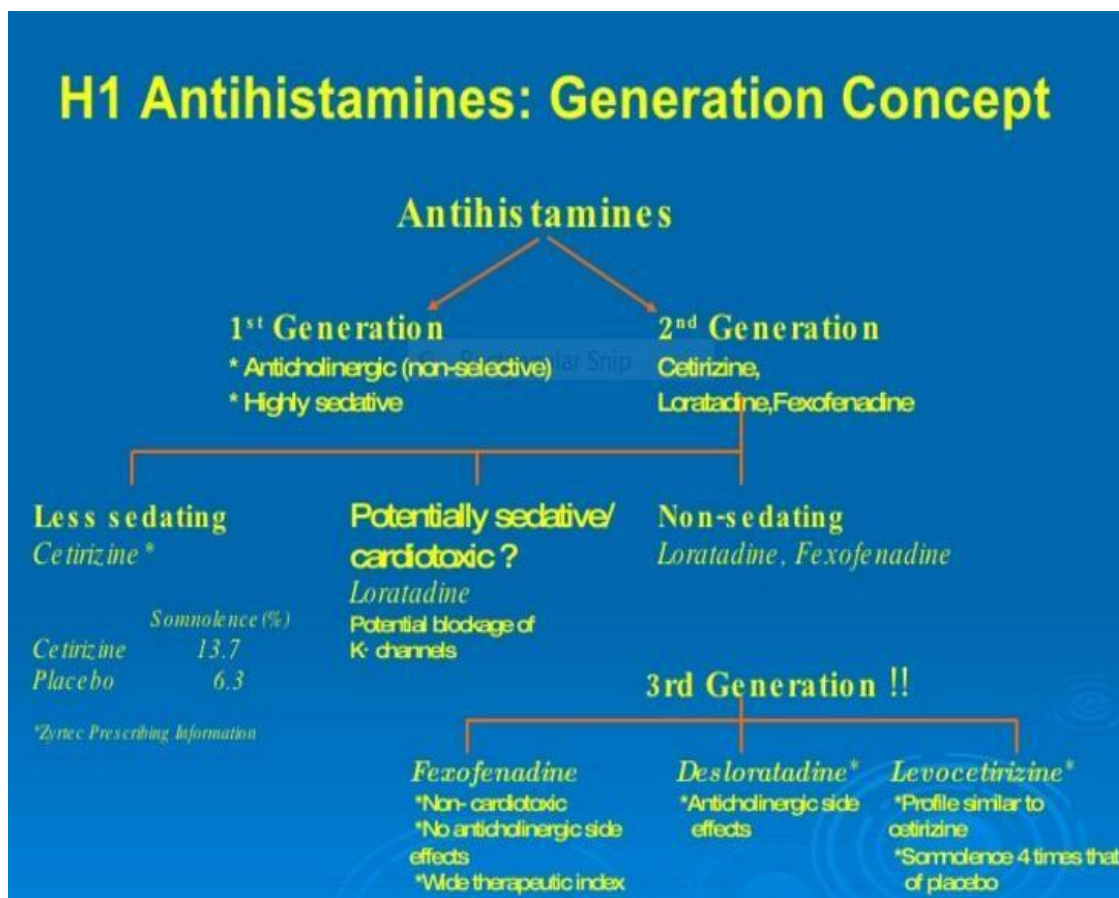 H1 Antihistamines: Generation Concept
Antihistamines
1st Generation
* Anticholinergic (non-selective)
* Highly sedative
2nd Generation
Cetirizine,
Loratadine,Fexofenadine
Rectangular Snip
Less sedating
Cetirizine*
Somnolence (%)
Cetirizine 13.7
Placebo 6.3
*Zyrtec Prescribing Information
Potentially sedative/
cardiotoxic ?
Loratadine
Potential blockage of
K+ channels
Non-sedating
Loratadine, Fexofenadine
3rd Generation !!
Fexofenadine
*Non- cardiotoxic
*No anticholinergic side
effects
*Wide therapeutic index
Desloratadine*
*Anticholinergic side
effects
Levocetirizine*
*Profile similar to
cetirizine
*Somnolence 4 times that
of placebo